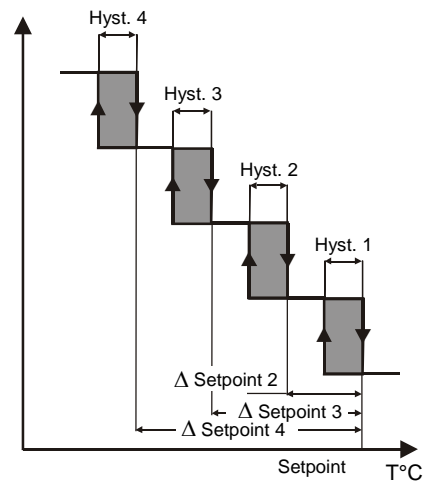 Hyst. 4
Hyst. 3
Hyst. 2
Hyst. 1
Δ Setpoint 2
Δ Setpoint 3
Δ Setpoint 4
Setpoint
T°C